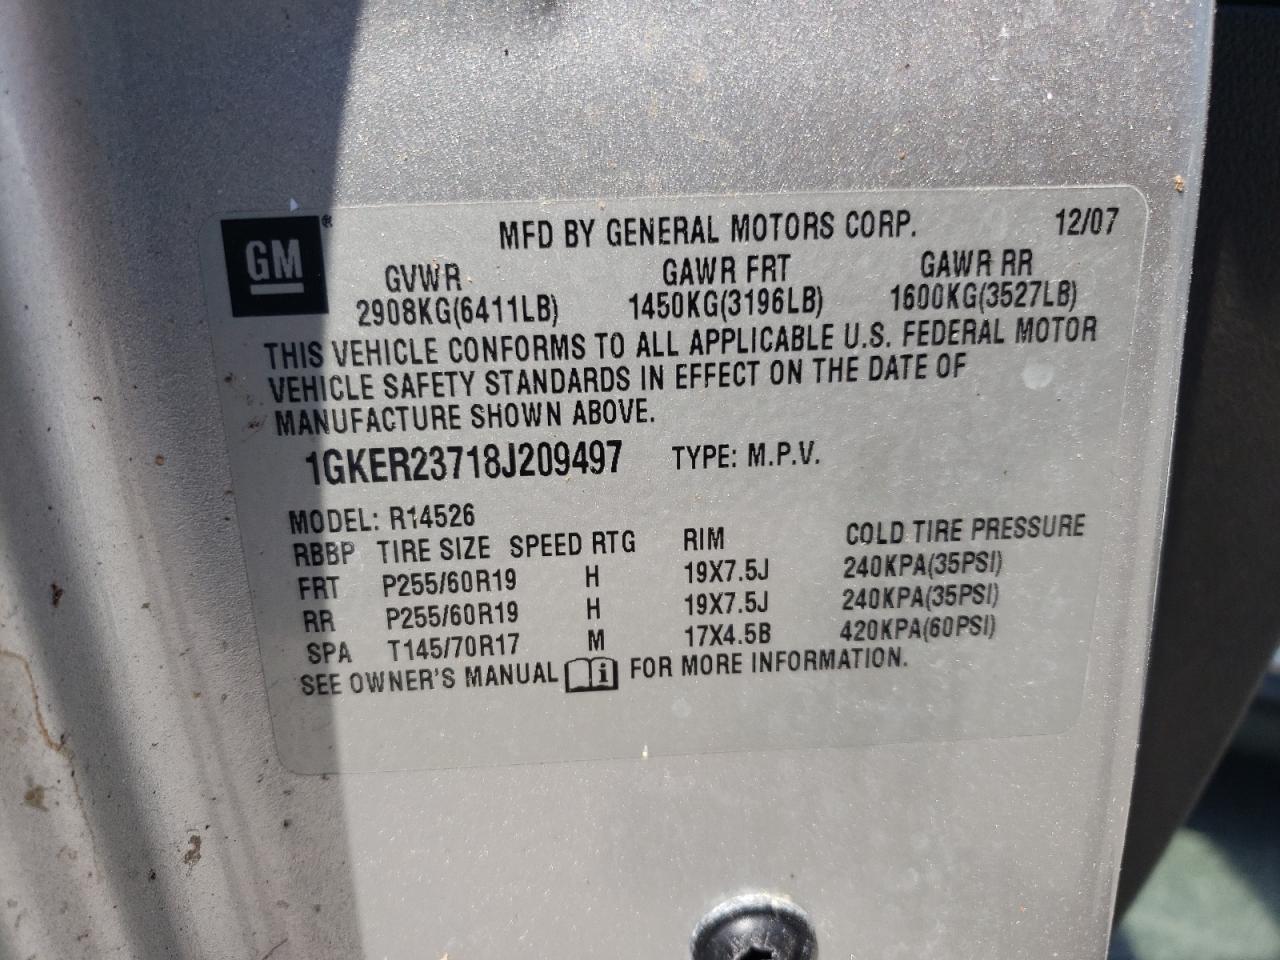 GM ®
MFD BY GENERAL MOTORS CORP. 12/07
GVWR GAWR FRT GAWR RR
2908KG(6411LB) 1450KG(3196LB) 1600KG(3527LB)
THIS VEHICLE CONFORMS TO ALL APPLICABLE U.S. FEDERAL MOTOR
VEHICLE SAFETY STANDARDS IN EFFECT ON THE DATE OF
MANUFACTURE SHOWN ABOVE.
1GKER23718J209497 TYPE: M.P.V.
MODEL: R14526
RBBP TIRE SIZE SPEED RTG RIM COLD TIRE PRESSURE
FRT P255/60R19 H 19X7.5J 240KPA(35PSI)
RR P255/60R19 H 19X7.5J 240KPA(35PSI)
SPA T145/70R17 M 17X4.5B 420KPA(60PSI)
SEE OWNER'S MANUAL i FOR MORE INFORMATION.